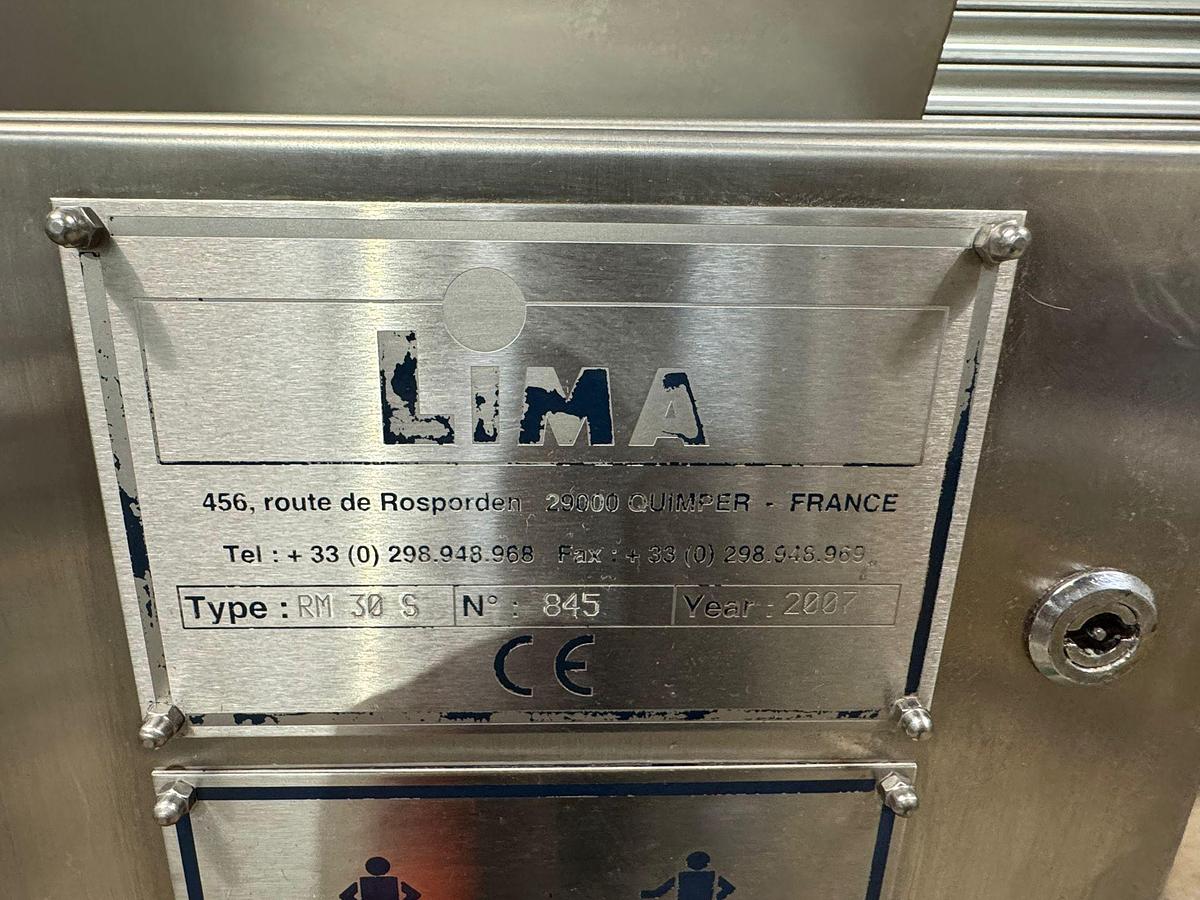 LiMA
456, route de Rosporden 29000 QUiMPER - FRANCE
Tel : + 33 (0) 298.948.968 Fax : + 33 (0) 298.948.969
Type : RM 30 S N° : 845 Year : 2007
CE